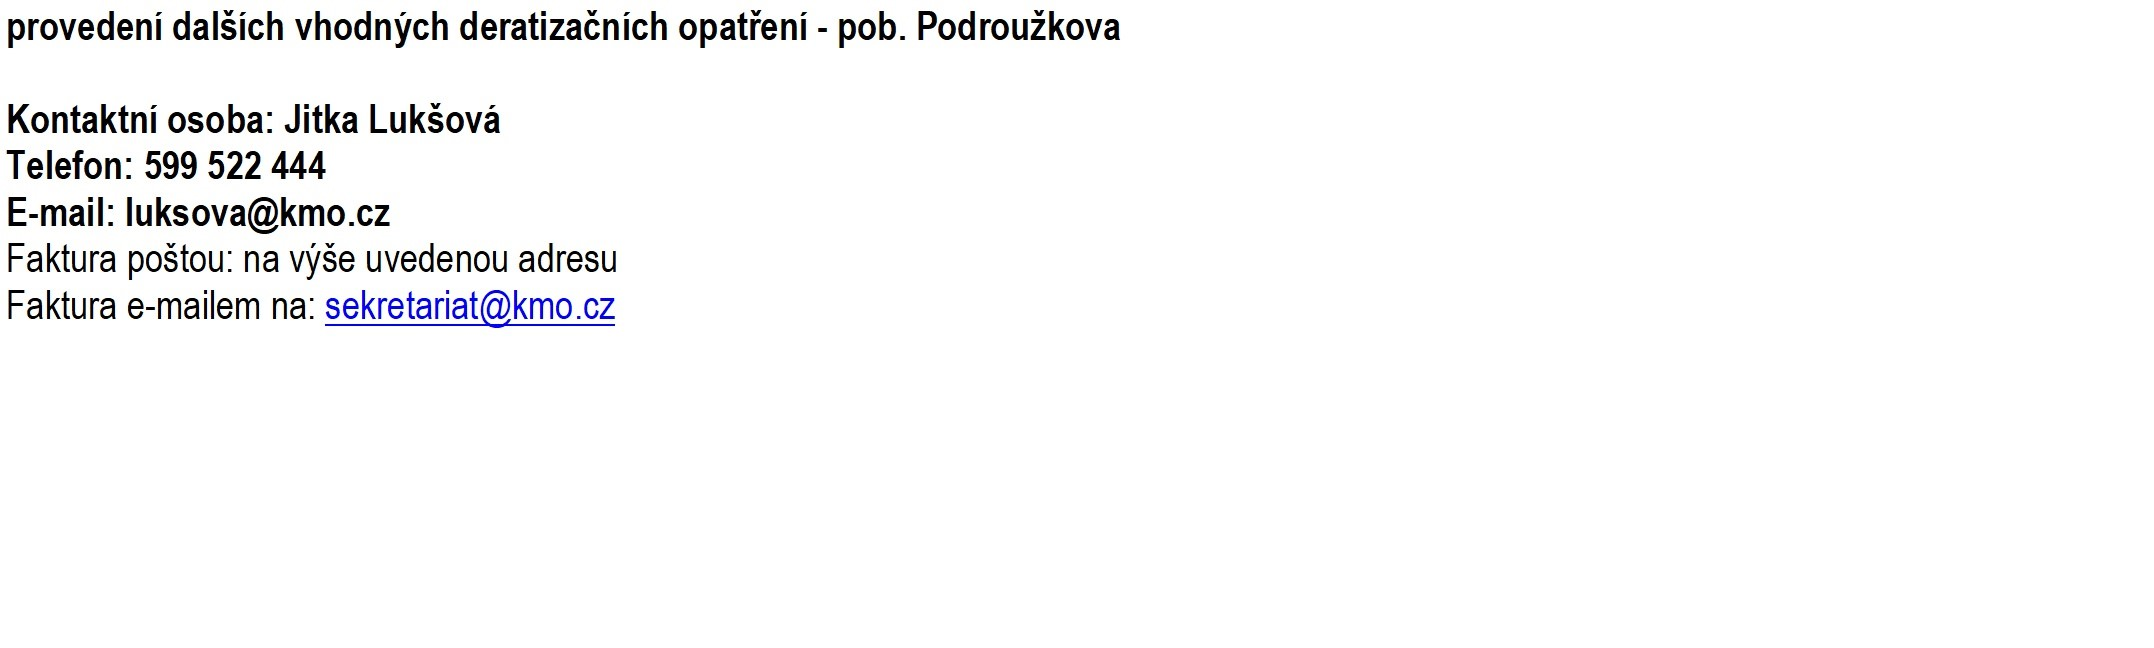 provedení dalších vhodných deratizačních opatření - pob. Podroužkova
Kontaktní osoba: Jitka Lukšová
Telefon: 599 522 444
E-mail: luksova@kmo.cz
Faktura poštou: na výše uvedenou adresu
Faktura e-mailem na: sekretariat@kmo.cz